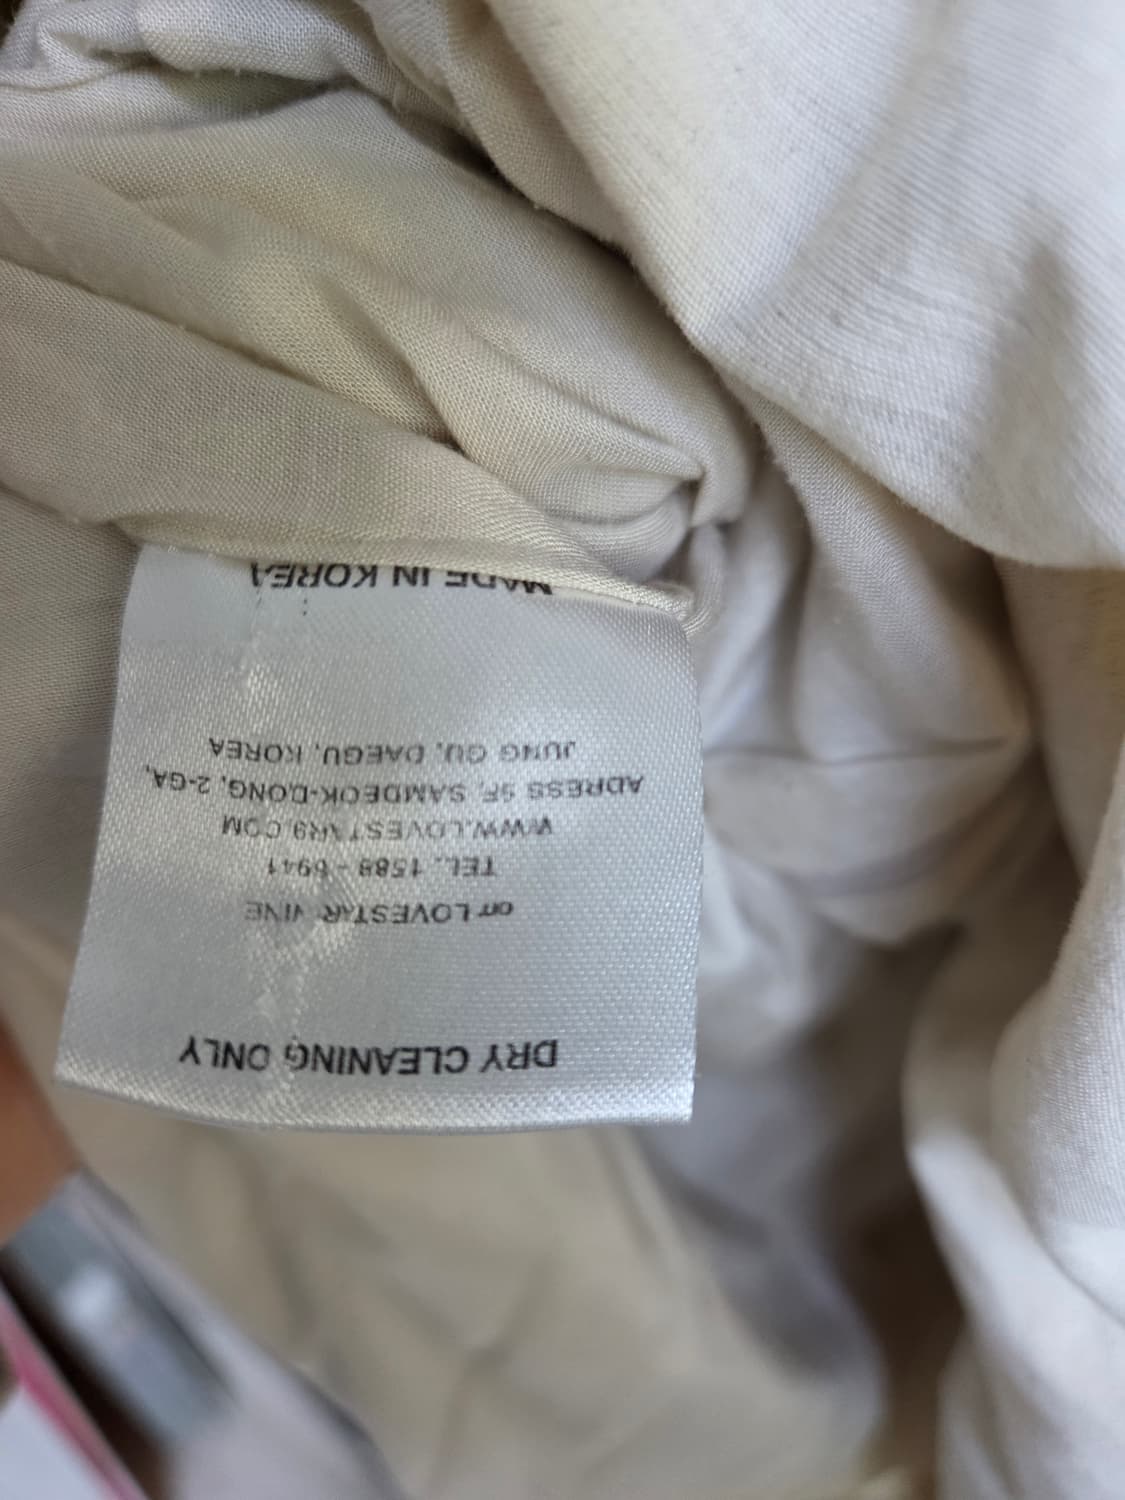 DRY CLEANING ONLY
on LOVESTAR NINE
TEL. 1588 - 6941
WWW.LOVESTAR9.COM
ADRESS 5F, SAMDEOK-DONG, 2-GA,
JUNG GU, DAEGU, KOREA
MADE IN KOREA